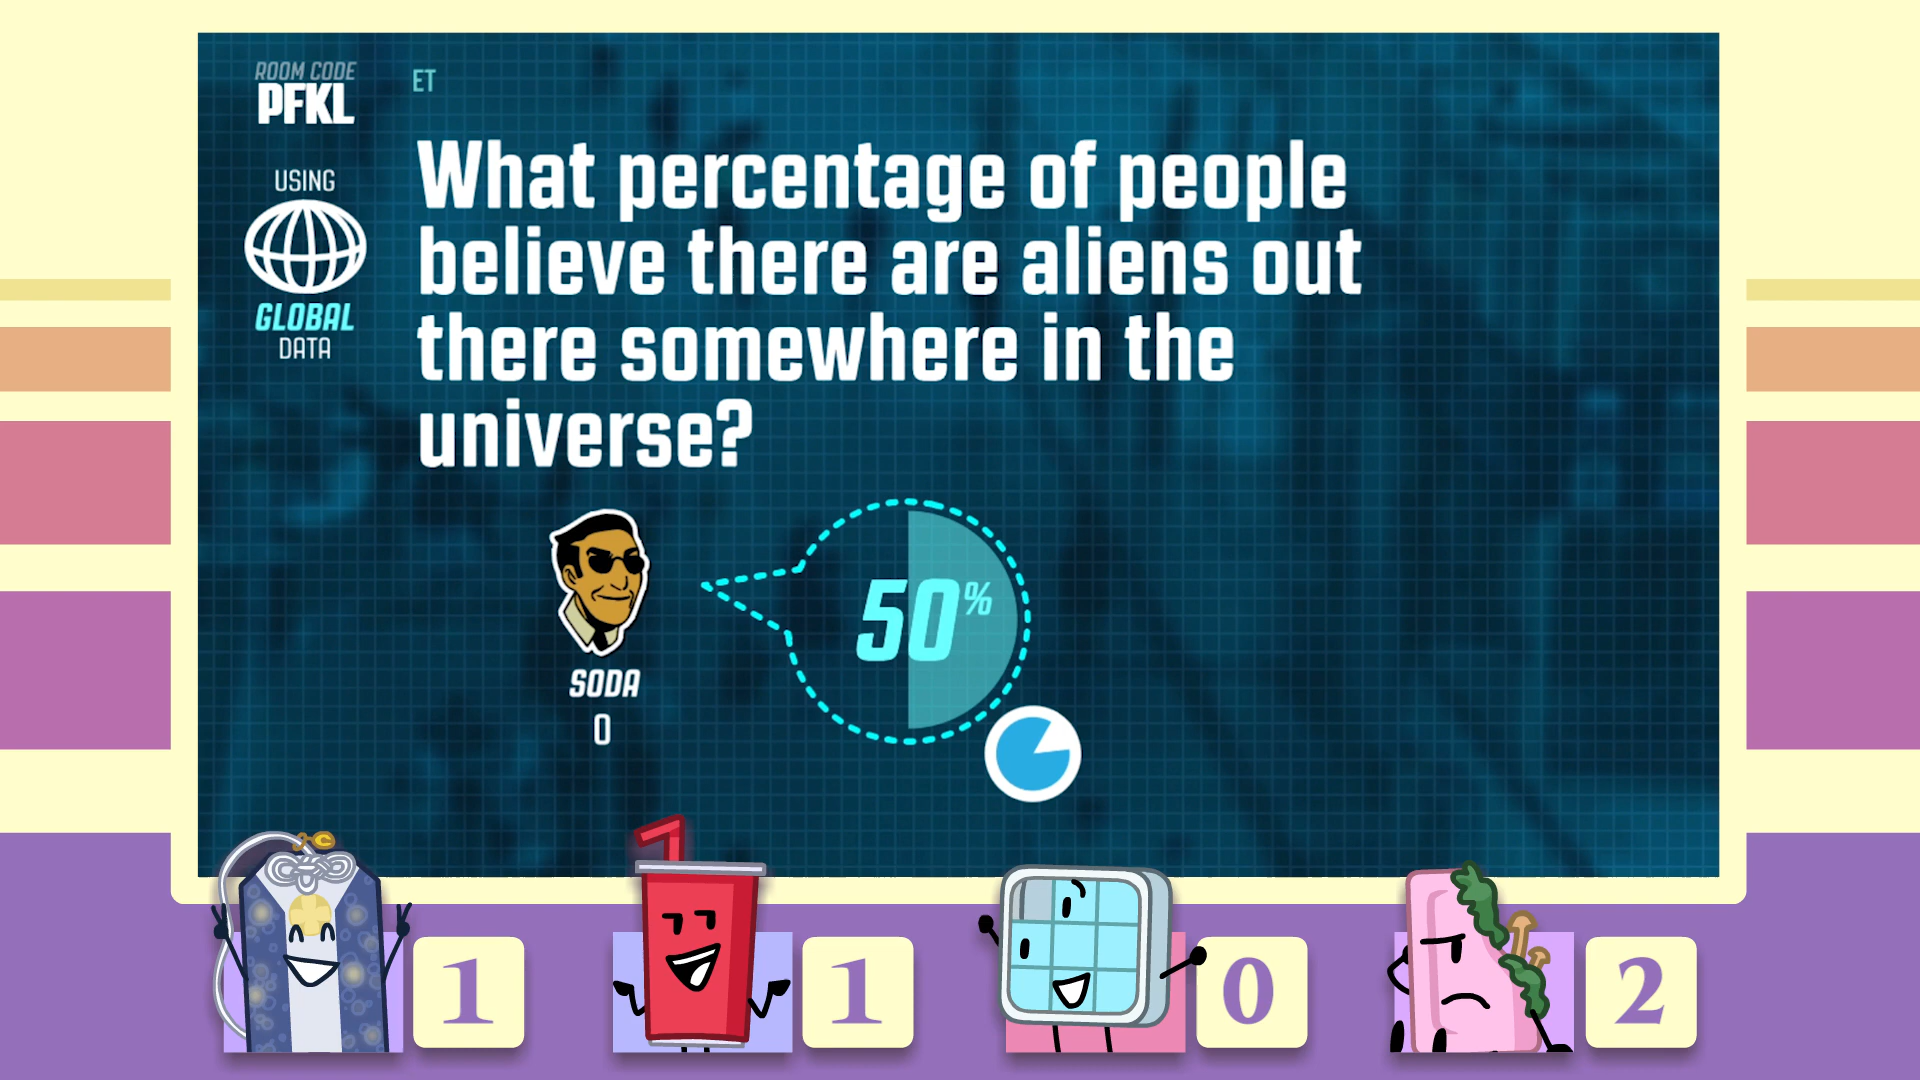 ROOM CODE
PFKL
ET
USING
GLOBAL
DATA
What percentage of people
believe there are aliens out
there somewhere in the
universe?
50%
SODA
0
1
1
0
2